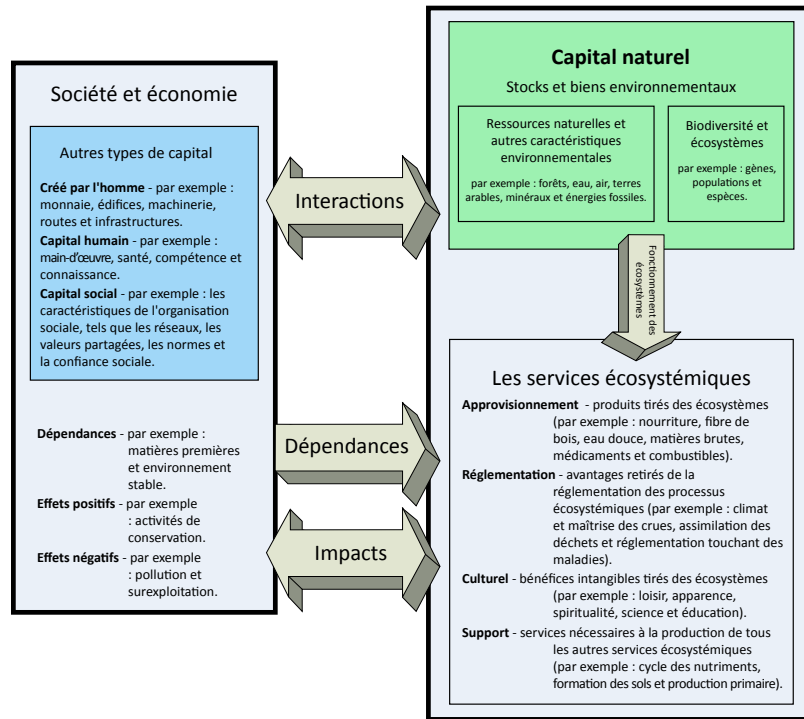 Société et économie
Autres types de capital
Créé par l'homme - par exemple :
monnaie, édifices, machinerie,
routes et infrastructures.
Capital humain - par exemple :
main-d'œuvre, santé, compétence et
connaissance.
Capital social - par exemple : les
caractéristiques de l'organisation
sociale, tels que les réseaux, les
valeurs partagées, les normes et
la confiance sociale.
Dépendances - par exemple :
matières premières
et environnement
stable.
Effets positifs - par exemple
: activités de
conservation.
Effets négatifs - par exemple
: pollution et
surexploitation.
Interactions
Dépendances
Impacts
Capital naturel
Stocks et biens environnementaux
Ressources naturelles et
autres caractéristiques
environnementales
par exemple : forêts, eau, air, terres
arables, minéraux et énergies fossiles.
Biodiversité et
écosystèmes
par exemple : gènes,
populations et
espèces.
Fonctionnement des
écosystèmes
Les services écosystémiques
Approvisionnement - produits tirés des écosystèmes
(par exemple : nourriture, fibre de
bois, eau douce, matières brutes,
médicaments et combustibles).
Réglementation - avantages retirés de la
réglementation des processus
écosystémiques (par exemple : climat
et maîtrise des crues, assimilation des
déchets et réglementation touchant des
maladies).
Culturel - bénéfices intangibles tirés des écosystèmes
(par exemple : loisir, apparence,
spiritualité, science et éducation).
Support - services nécessaires à la production de tous
les autres services écosystémiques
(par exemple : cycle des nutriments,
formation des sols et production primaire).